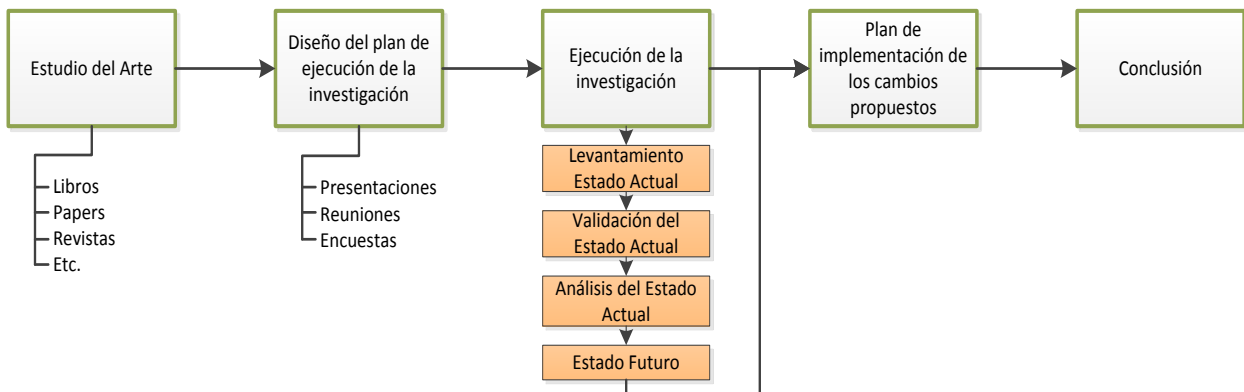 Estudio del Arte
Libros
Papers
Revistas
Etc.
Diseño del plan de
ejecución de la
investigación
Presentaciones
Reuniones
Encuestas
Ejecución de la
investigación
Levantamiento
Estado Actual
Validación del
Estado Actual
Análisis del Estado
Actual
Estado Futuro
Plan de
implementación de
los cambios
propuestos
Conclusión